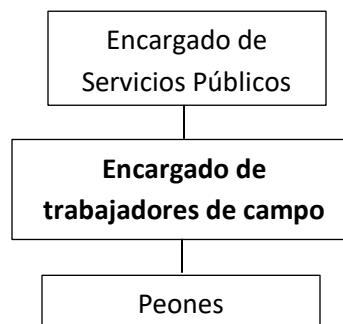 Encargado de
Servicios Públicos
Encargado de
trabajadores de campo
Peones